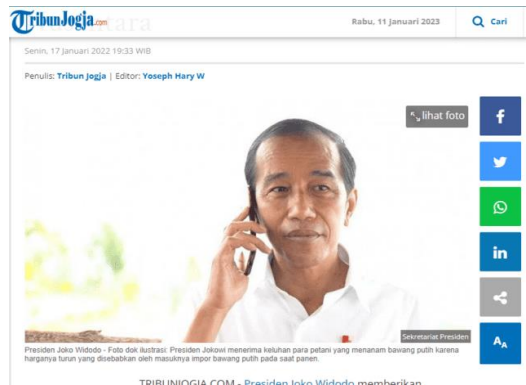 TribunJogja.com
Rabu, 11 Januari 2023
Cari
Senin, 17 Januari 2022 19:33 WIB
Penulis: Tribun Jogja | Editor: Yoseph Hary W
lihat foto
Sekretariat Presiden
Presiden Joko Widodo - Foto dok ilustrasi: Presiden Jokowi menerima keluhan para petani yang menanam bawang putih karena
harganya turun yang disebabkan oleh masuknya impor bawang putih pada saat panen.
TRIBUNJOGJA.COM - Presiden Joko Widodo memberikan